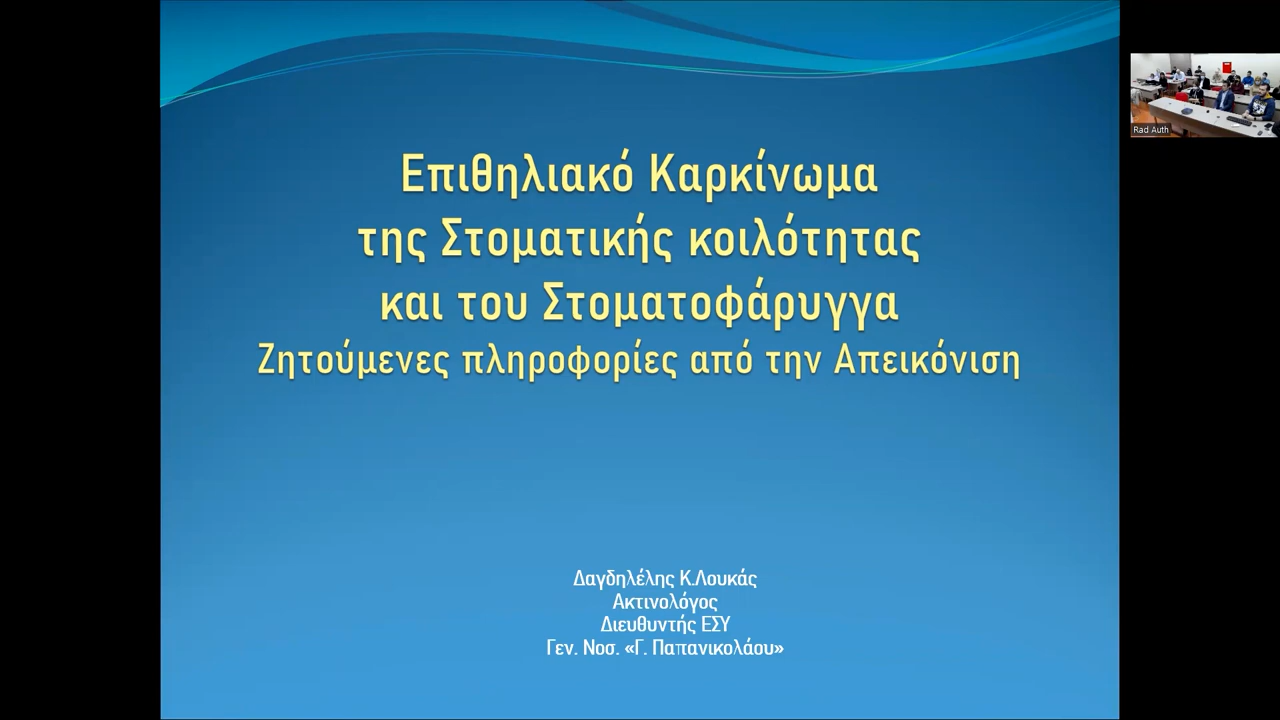 Επιθηλιακό Καρκίνωμα
της Στοματικής κοιλότητας
και του Στοματοφάρυγγα
Ζητούμενες πληροφορίες από την Απεικόνιση
Δαγδηλέλης Κ.Λουκάς
Ακτινολόγος
Διευθυντής ΕΣΥ
Γεν. Νοσ. «Γ. Παπανικολάου»
Rad Auth